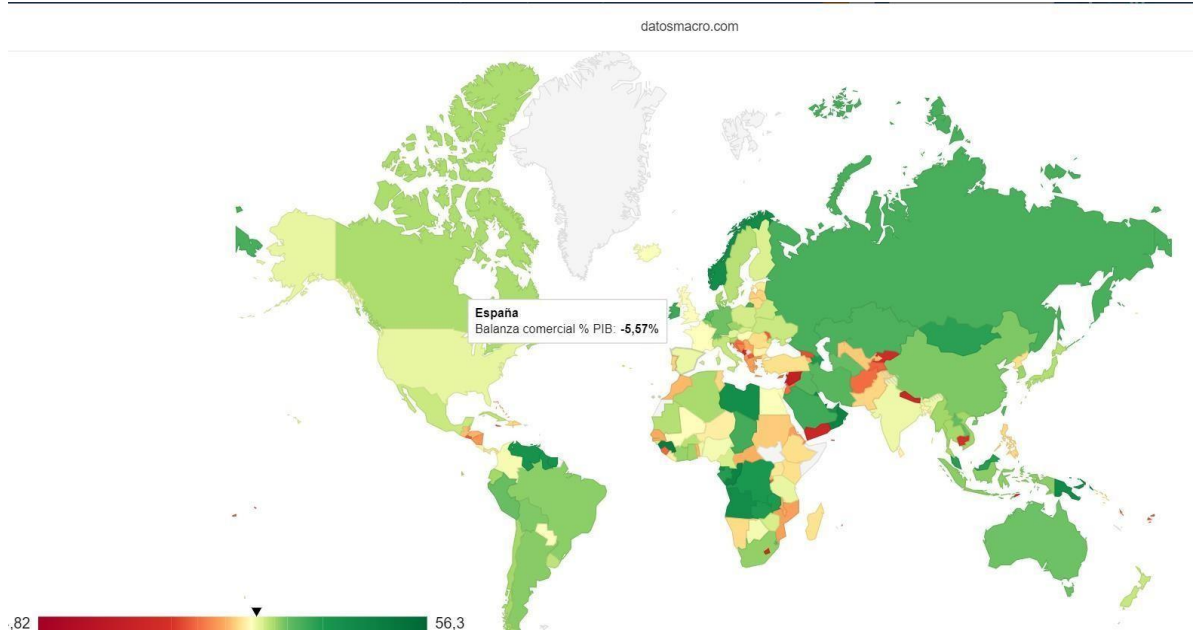 datosmacro.com
España
Balanza comercial % PIB: -5,57%
,82
56,3